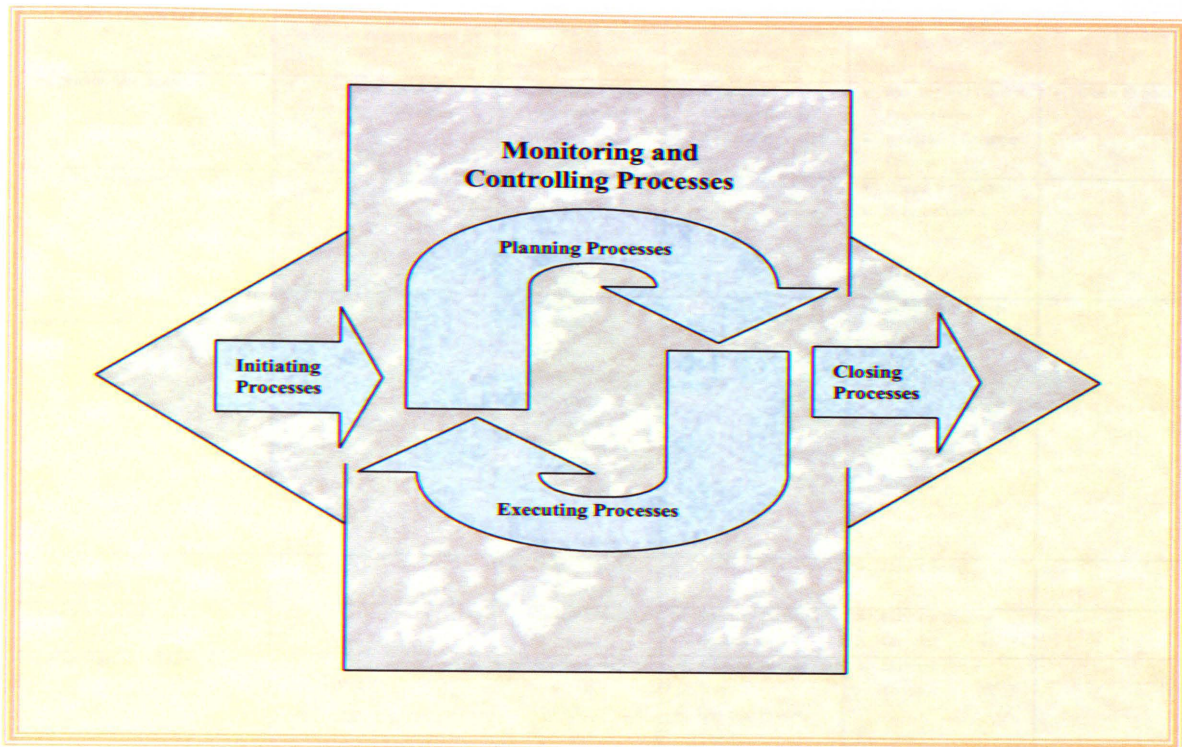 Monitoring and
Controlling Processes
Planning Processes
Initiating
Processes
Closing
Processes
Executing Processes